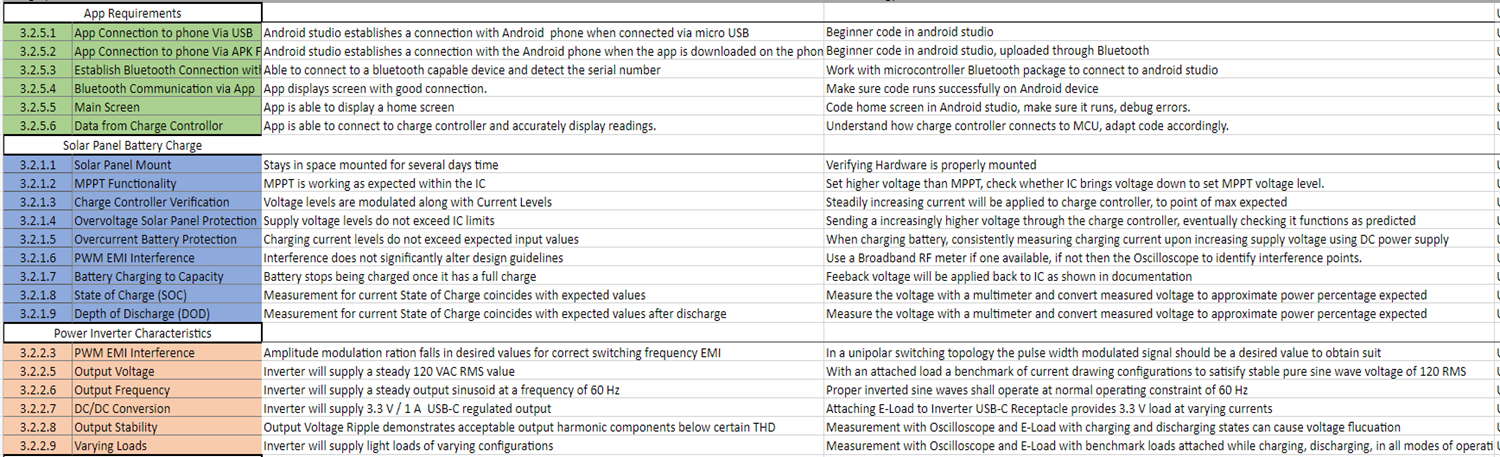 App Requirements
3.2.5.1 App Connection to phone Via USB Android studio establishes a connection with Android phone when connected via micro USB Beginner code in android studio
3.2.5.2 App Connection to phone Via APK F Android studio establishes a connection with the Android phone when the app is downloaded on the phon Beginner code in android studio, uploaded through Bluetooth
3.2.5.3 Establish Bluetooth Connection wit Able to connect to a bluetooth capable device and detect the serial number Work with microcontroller Bluetooth package to connect to android studio
3.2.5.4 Bluetooth Communication via App App displays screen with good connection. Make sure code runs successfully on Android device
3.2.5.5 Main Screen App is able to display a home screen Code home screen in Android studio, make sure it runs, debug errors.
3.2.5.6 Data from Charge Controllor App is able to connect to charge controller and accurately display readings. Understand how charge controller connects to MCU, adapt code accordingly.
Solar Panel Battery Charge
3.2.1.1 Solar Panel Mount Stays in space mounted for several days time Verifying Hardware is properly mounted
3.2.1.2 MPPT Functionality MPPT is working as expected within the IC Set higher voltage than MPPT, check whether IC brings voltage down to set MPPT voltage level.
3.2.1.3 Charge Controller Verification Voltage levels are modulated along with Current Levels Steadily increasing current will be applied to charge controller, to point of max expected
3.2.1.4 Overvoltage Solar Panel Protection Supply voltage levels do not exceed IC limits Sending a increasingly higher voltage through the charge controller, eventually checking it functions as predicted
3.2.1.5 Overcurrent Battery Protection Charging current levels do not exceed expected input values When charging battery, consistently measuring charging current upon increasing supply voltage using DC power supply
3.2.1.6 PWM EMI Interference Interference does not significantly alter design guidelines Use a Broadband RF meter if one available, if not then the Oscilloscope to identify interference points.
3.2.1.7 Battery Charging to Capacity Battery stops being charged once it has a full charge Feeback voltage will be applied back to IC as shown in documentation
3.2.1.8 State of Charge (SOC) Measurement for current State of Charge coincides with expected values Measure the voltage with a multimeter and convert measured voltage to approximate power percentage expected
3.2.1.9 Depth of Discharge (DOD) Measurement for current State of Charge coincides with expected values after discharge Measure the voltage with a multimeter and convert measured voltage to approximate power percentage expected
Power Inverter Characteristics
3.2.2.3 PWM EMI Interference Amplitude modulation ration falls in desired values for correct switching frequency EMI In a unipolar switching topology the pulse width modulated signal should be a desired value to obtain suit
3.2.2.5 Output Voltage Inverter will supply a steady 120 VAC RMS value With an attached load a benchmark of current drawing configurations to satisify stable pure sine wave voltage of 120 RMS
3.2.2.6 Output Frequency Inverter will supply a steady output sinusoid at a frequency of 60 Hz Proper inverted sine waves shall operate at normal operating constraint of 60 Hz
3.2.2.7 DC/DC Conversion Inverter will supply 3.3 V / 1 A USB-C regulated output Attaching E-Load to Inverter USB-C Receptacle provides 3.3 V load at varying currents
3.2.2.8 Output Stability Output Voltage Ripple demonstrates acceptable output harmonic components below certain THD Measurement with Oscilloscope and E-Load with charging and discharging states can cause voltage flucuation
3.2.2.9 Varying Loads Inverter will supply light loads of varying configurations Measurement with Oscilloscope and E-Load with benchmark loads attached while charging, discharging, in all modes of operati